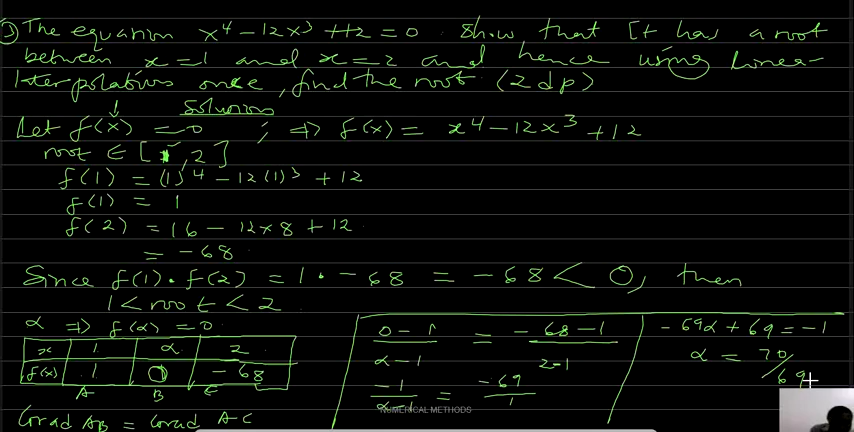 ③ The equation x⁴ - 12x³ + 12 = 0 show that It has a root
between x = 1 and x = 2 and hence using Linear-
Interpolation once, find the root (2dp)
Solution
Let f(x) = 0 ; ⇒ f(x) = x⁴ - 12x³ + 12
root ∈ [1, 2]
f(1) = (1)⁴ - 12(1)³ + 12
f(1) = 1
f(2) = 16 - 12×8 + 12
= -68
Since f(1) · f(2) = 1 · -68 = -68 < 0, then
1 < root < 2
α ⇒ f(α) = 0
x 1 α 2
f(x) 1 0 -68
A B C
Grad AB = Grad AC
(0 - 1)/(α - 1) = (-68 - 1)/(2 - 1)
-1/(α - 1) = -69/1
-69α + 69 = -1
α = 70/69
NUMERICAL METHODS